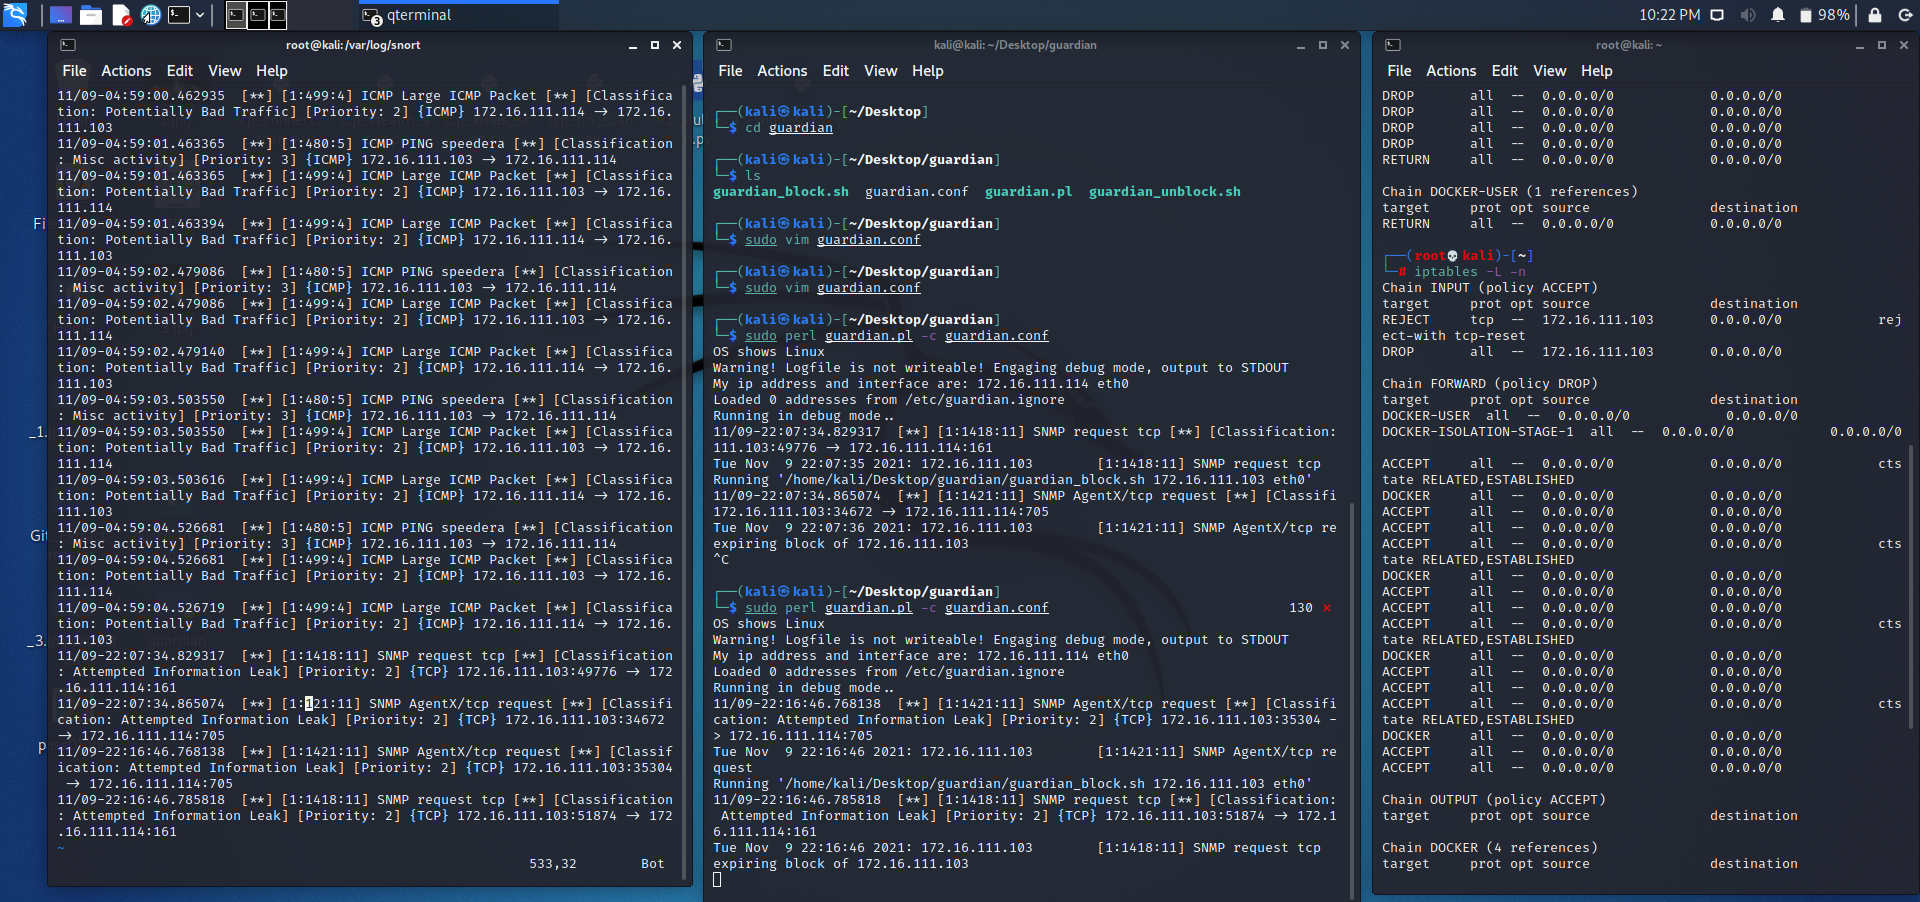 qterminal
3
10:22 PM
98%
root@kali: /var/log/snort
File Actions Edit View Help
11/09-04:59:00.462935  [**] [1:499:4] ICMP Large ICMP Packet [**] [Classifica
tion: Potentially Bad Traffic] [Priority: 2] {ICMP} 172.16.111.114 → 172.16.
111.103
11/09-04:59:01.463365  [**] [1:480:5] ICMP PING speedera [**] [Classification
: Misc activity] [Priority: 3] {ICMP} 172.16.111.103 → 172.16.111.114
11/09-04:59:01.463365  [**] [1:499:4] ICMP Large ICMP Packet [**] [Classifica
tion: Potentially Bad Traffic] [Priority: 2] {ICMP} 172.16.111.103 → 172.16.
111.114
11/09-04:59:01.463394  [**] [1:499:4] ICMP Large ICMP Packet [**] [Classifica
tion: Potentially Bad Traffic] [Priority: 2] {ICMP} 172.16.111.114 → 172.16.
111.103
11/09-04:59:02.479086  [**] [1:480:5] ICMP PING speedera [**] [Classification
: Misc activity] [Priority: 3] {ICMP} 172.16.111.103 → 172.16.111.114
11/09-04:59:02.479086  [**] [1:499:4] ICMP Large ICMP Packet [**] [Classifica
tion: Potentially Bad Traffic] [Priority: 2] {ICMP} 172.16.111.103 → 172.16.
111.114
11/09-04:59:02.479140  [**] [1:499:4] ICMP Large ICMP Packet [**] [Classifica
tion: Potentially Bad Traffic] [Priority: 2] {ICMP} 172.16.111.114 → 172.16.
111.103
11/09-04:59:03.503550  [**] [1:480:5] ICMP PING speedera [**] [Classification
: Misc activity] [Priority: 3] {ICMP} 172.16.111.103 → 172.16.111.114
11/09-04:59:03.503550  [**] [1:499:4] ICMP Large ICMP Packet [**] [Classifica
tion: Potentially Bad Traffic] [Priority: 2] {ICMP} 172.16.111.103 → 172.16.
111.114
11/09-04:59:03.503616  [**] [1:499:4] ICMP Large ICMP Packet [**] [Classifica
tion: Potentially Bad Traffic] [Priority: 2] {ICMP} 172.16.111.114 → 172.16.
111.103
11/09-04:59:04.526681  [**] [1:480:5] ICMP PING speedera [**] [Classification
: Misc activity] [Priority: 3] {ICMP} 172.16.111.103 → 172.16.111.114
11/09-04:59:04.526681  [**] [1:499:4] ICMP Large ICMP Packet [**] [Classifica
tion: Potentially Bad Traffic] [Priority: 2] {ICMP} 172.16.111.103 → 172.16.
111.114
11/09-04:59:04.526719  [**] [1:499:4] ICMP Large ICMP Packet [**] [Classifica
tion: Potentially Bad Traffic] [Priority: 2] {ICMP} 172.16.111.114 → 172.16.
111.103
11/09-22:07:34.829317  [**] [1:1418:11] SNMP request tcp [**] [Classification
: Attempted Information Leak] [Priority: 2] {TCP} 172.16.111.103:49776 → 172
.16.111.114:161
11/09-22:07:34.865074  [**] [1:1421:11] SNMP AgentX/tcp request [**] [Classifi
cation: Attempted Information Leak] [Priority: 2] {TCP} 172.16.111.103:34672
→ 172.16.111.114:705
11/09-22:16:46.768138  [**] [1:1421:11] SNMP AgentX/tcp request [**] [Classif
ication: Attempted Information Leak] [Priority: 2] {TCP} 172.16.111.103:35304
→ 172.16.111.114:705
11/09-22:16:46.785818  [**] [1:1418:11] SNMP request tcp [**] [Classification
: Attempted Information Leak] [Priority: 2] {TCP} 172.16.111.103:51874 → 172
.16.111.114:161
~
533,32 Bot
kali@kali: ~/Desktop/guardian
File Actions Edit View Help
┌──(kali㉿kali)-[~/Desktop]
└─$ cd guardian
┌──(kali㉿kali)-[~/Desktop/guardian]
└─$ ls
guardian_block.sh  guardian.conf  guardian.pl  guardian_unblock.sh
┌──(kali㉿kali)-[~/Desktop/guardian]
└─$ sudo vim guardian.conf
┌──(kali㉿kali)-[~/Desktop/guardian]
└─$ sudo vim guardian.conf
┌──(kali㉿kali)-[~/Desktop/guardian]
└─$ sudo perl guardian.pl -c guardian.conf
OS shows Linux
Warning! Logfile is not writeable! Engaging debug mode, output to STDOUT
My ip address and interface are: 172.16.111.114 eth0
Loaded 0 addresses from /etc/guardian.ignore
Running in debug mode..
11/09-22:07:34.829317  [**] [1:1418:11] SNMP request tcp [**] [Classification:
111.103:49776 → 172.16.111.114:161
Tue Nov  9 22:07:35 2021: 172.16.111.103        [1:1418:11] SNMP request tcp
Running '/home/kali/Desktop/guardian/guardian_block.sh 172.16.111.103 eth0'
11/09-22:07:34.865074  [**] [1:1421:11] SNMP AgentX/tcp request [**] [Classifi
172.16.111.103:34672 → 172.16.111.114:705
Tue Nov  9 22:07:36 2021: 172.16.111.103        [1:1421:11] SNMP AgentX/tcp re
expiring block of 172.16.111.103
^C
┌──(kali㉿kali)-[~/Desktop/guardian]
└─$ sudo perl guardian.pl -c guardian.conf 130 ⨯
OS shows Linux
Warning! Logfile is not writeable! Engaging debug mode, output to STDOUT
My ip address and interface are: 172.16.111.114 eth0
Loaded 0 addresses from /etc/guardian.ignore
Running in debug mode..
11/09-22:16:46.768138  [**] [1:1421:11] SNMP AgentX/tcp request [**] [Classifi
cation: Attempted Information Leak] [Priority: 2] {TCP} 172.16.111.103:35304 -
> 172.16.111.114:705
Tue Nov  9 22:16:46 2021: 172.16.111.103        [1:1421:11] SNMP AgentX/tcp re
quest
Running '/home/kali/Desktop/guardian/guardian_block.sh 172.16.111.103 eth0'
11/09-22:16:46.785818  [**] [1:1418:11] SNMP request tcp [**] [Classification:
Attempted Information Leak] [Priority: 2] {TCP} 172.16.111.103:51874 → 172.1
6.111.114:161
Tue Nov  9 22:16:46 2021: 172.16.111.103        [1:1418:11] SNMP request tcp
expiring block of 172.16.111.103
root@kali: ~
File Actions Edit View Help
DROP       all  --  0.0.0.0/0            0.0.0.0/0
DROP       all  --  0.0.0.0/0            0.0.0.0/0
DROP       all  --  0.0.0.0/0            0.0.0.0/0
DROP       all  --  0.0.0.0/0            0.0.0.0/0
RETURN     all  --  0.0.0.0/0            0.0.0.0/0
Chain DOCKER-USER (1 references)
target     prot opt source               destination
RETURN     all  --  0.0.0.0/0            0.0.0.0/0
┌──(root💀kali)-[~]
└─# iptables -L -n
Chain INPUT (policy ACCEPT)
target     prot opt source               destination
REJECT     tcp  --  172.16.111.103       0.0.0.0/0            rej
ect-with tcp-reset
DROP       all  --  172.16.111.103       0.0.0.0/0
Chain FORWARD (policy DROP)
target     prot opt source               destination
DOCKER-USER  all  --  0.0.0.0/0            0.0.0.0/0
DOCKER-ISOLATION-STAGE-1  all  --  0.0.0.0/0            0.0.0.0/0
ACCEPT     all  --  0.0.0.0/0            0.0.0.0/0            cts
tate RELATED,ESTABLISHED
DOCKER     all  --  0.0.0.0/0            0.0.0.0/0
ACCEPT     all  --  0.0.0.0/0            0.0.0.0/0
ACCEPT     all  --  0.0.0.0/0            0.0.0.0/0
ACCEPT     all  --  0.0.0.0/0            0.0.0.0/0            cts
tate RELATED,ESTABLISHED
DOCKER     all  --  0.0.0.0/0            0.0.0.0/0
ACCEPT     all  --  0.0.0.0/0            0.0.0.0/0
ACCEPT     all  --  0.0.0.0/0            0.0.0.0/0
ACCEPT     all  --  0.0.0.0/0            0.0.0.0/0            cts
tate RELATED,ESTABLISHED
DOCKER     all  --  0.0.0.0/0            0.0.0.0/0
ACCEPT     all  --  0.0.0.0/0            0.0.0.0/0
ACCEPT     all  --  0.0.0.0/0            0.0.0.0/0
ACCEPT     all  --  0.0.0.0/0            0.0.0.0/0            cts
tate RELATED,ESTABLISHED
DOCKER     all  --  0.0.0.0/0            0.0.0.0/0
ACCEPT     all  --  0.0.0.0/0            0.0.0.0/0
ACCEPT     all  --  0.0.0.0/0            0.0.0.0/0
Chain OUTPUT (policy ACCEPT)
target     prot opt source               destination
Chain DOCKER (4 references)
target     prot opt source               destination